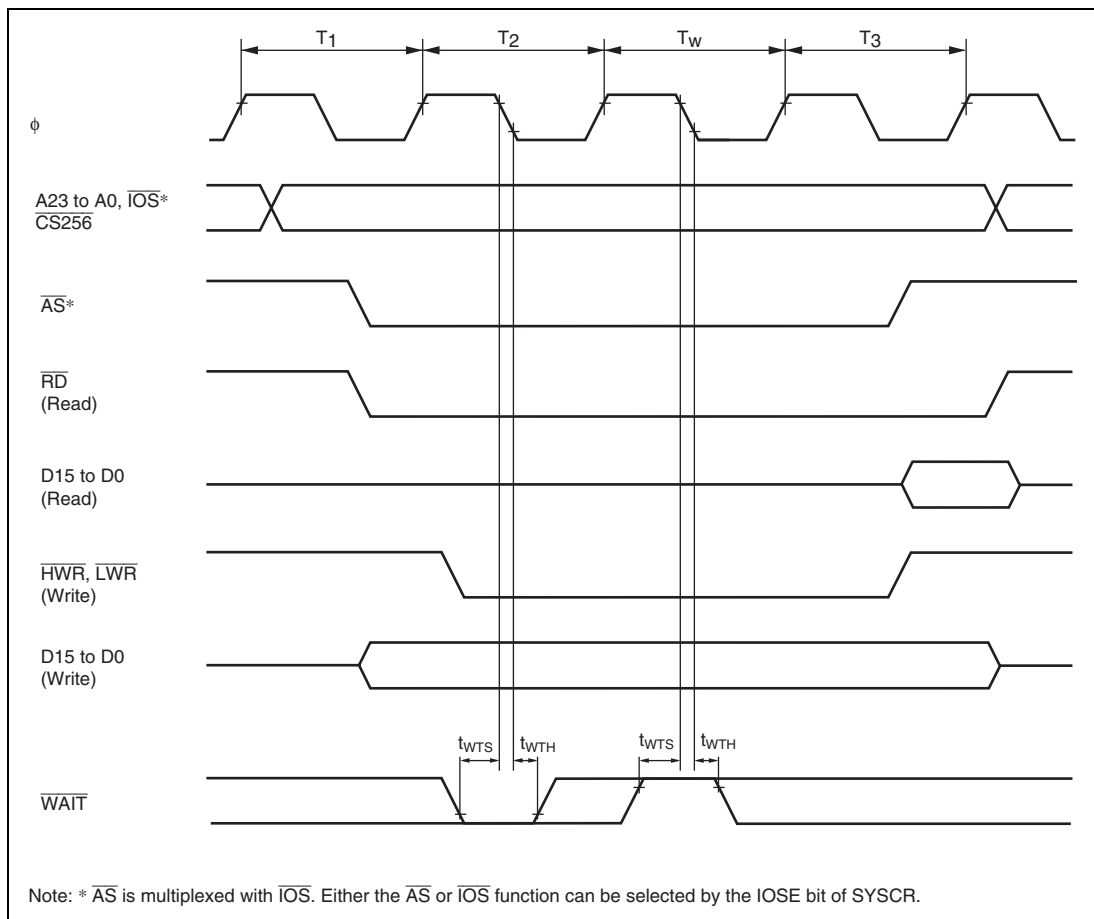 T1 T2 TW T3
ϕ
A23 to A0, IOS*
CS256
AS*
RD
(Read)
D15 to D0
(Read)
HWR, LWR
(Write)
D15 to D0
(Write)
tWTS tWTH tWTS tWTH
WAIT
Note: * AS is multiplexed with IOS. Either the AS or IOS function can be selected by the IOSE bit of SYSCR.